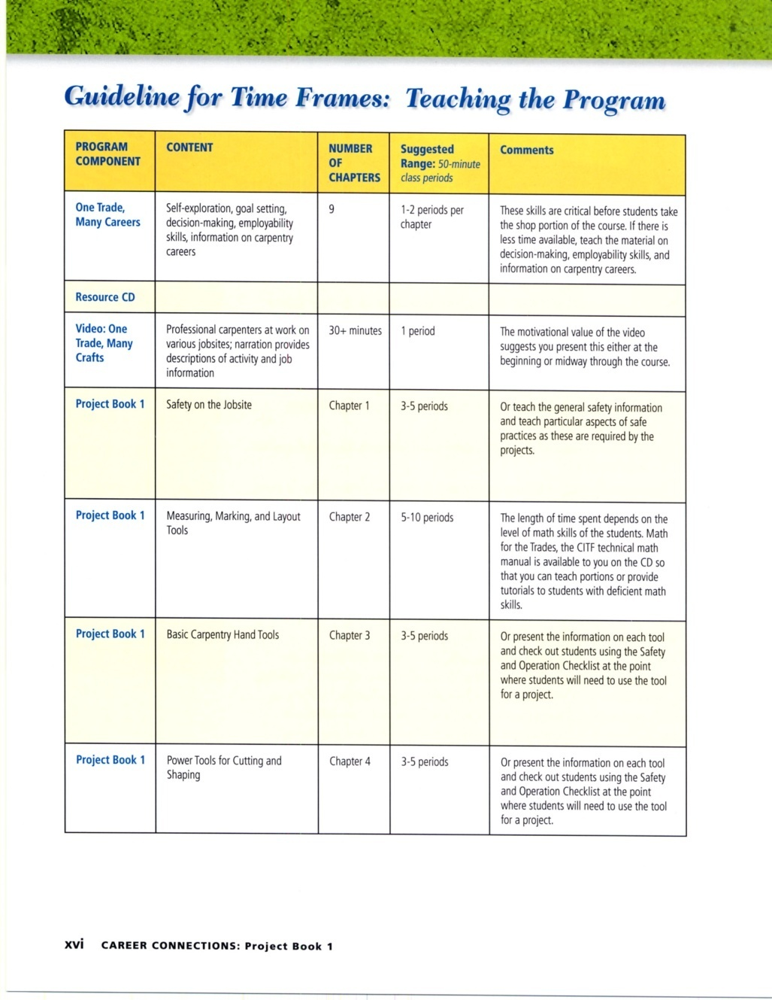 Guideline for Time Frames: Teaching the Program
PROGRAM
COMPONENT
CONTENT
NUMBER
OF
CHAPTERS
Suggested
Range: 50-minute
class periods
Comments
One Trade,
Many Careers
Self-exploration, goal setting,
decision-making, employability
skills, information on carpentry
careers
9
1-2 periods per
chapter
These skills are critical before students take
the shop portion of the course. If there is
less time available, teach the material on
decision-making, employability skills, and
information on carpentry careers.
Resource CD
Video: One
Trade, Many
Crafts
Professional carpenters at work on
various jobsites; narration provides
descriptions of activity and job
information
30+ minutes
1 period
The motivational value of the video
suggests you present this either at the
beginning or midway through the course.
Project Book 1
Safety on the Jobsite
Chapter 1
3-5 periods
Or teach the general safety information
and teach particular aspects of safe
practices as these are required by the
projects.
Project Book 1
Measuring, Marking, and Layout
Tools
Chapter 2
5-10 periods
The length of time spent depends on the
level of math skills of the students. Math
for the Trades, the CITF technical math
manual is available to you on the CD so
that you can teach portions or provide
tutorials to students with deficient math
skills.
Project Book 1
Basic Carpentry Hand Tools
Chapter 3
3-5 periods
Or present the information on each tool
and check out students using the Safety
and Operation Checklist at the point
where students will need to use the tool
for a project.
Project Book 1
Power Tools for Cutting and
Shaping
Chapter 4
3-5 periods
Or present the information on each tool
and check out students using the Safety
and Operation Checklist at the point
where students will need to use the tool
for a project.
xvi CAREER CONNECTIONS: Project Book 1